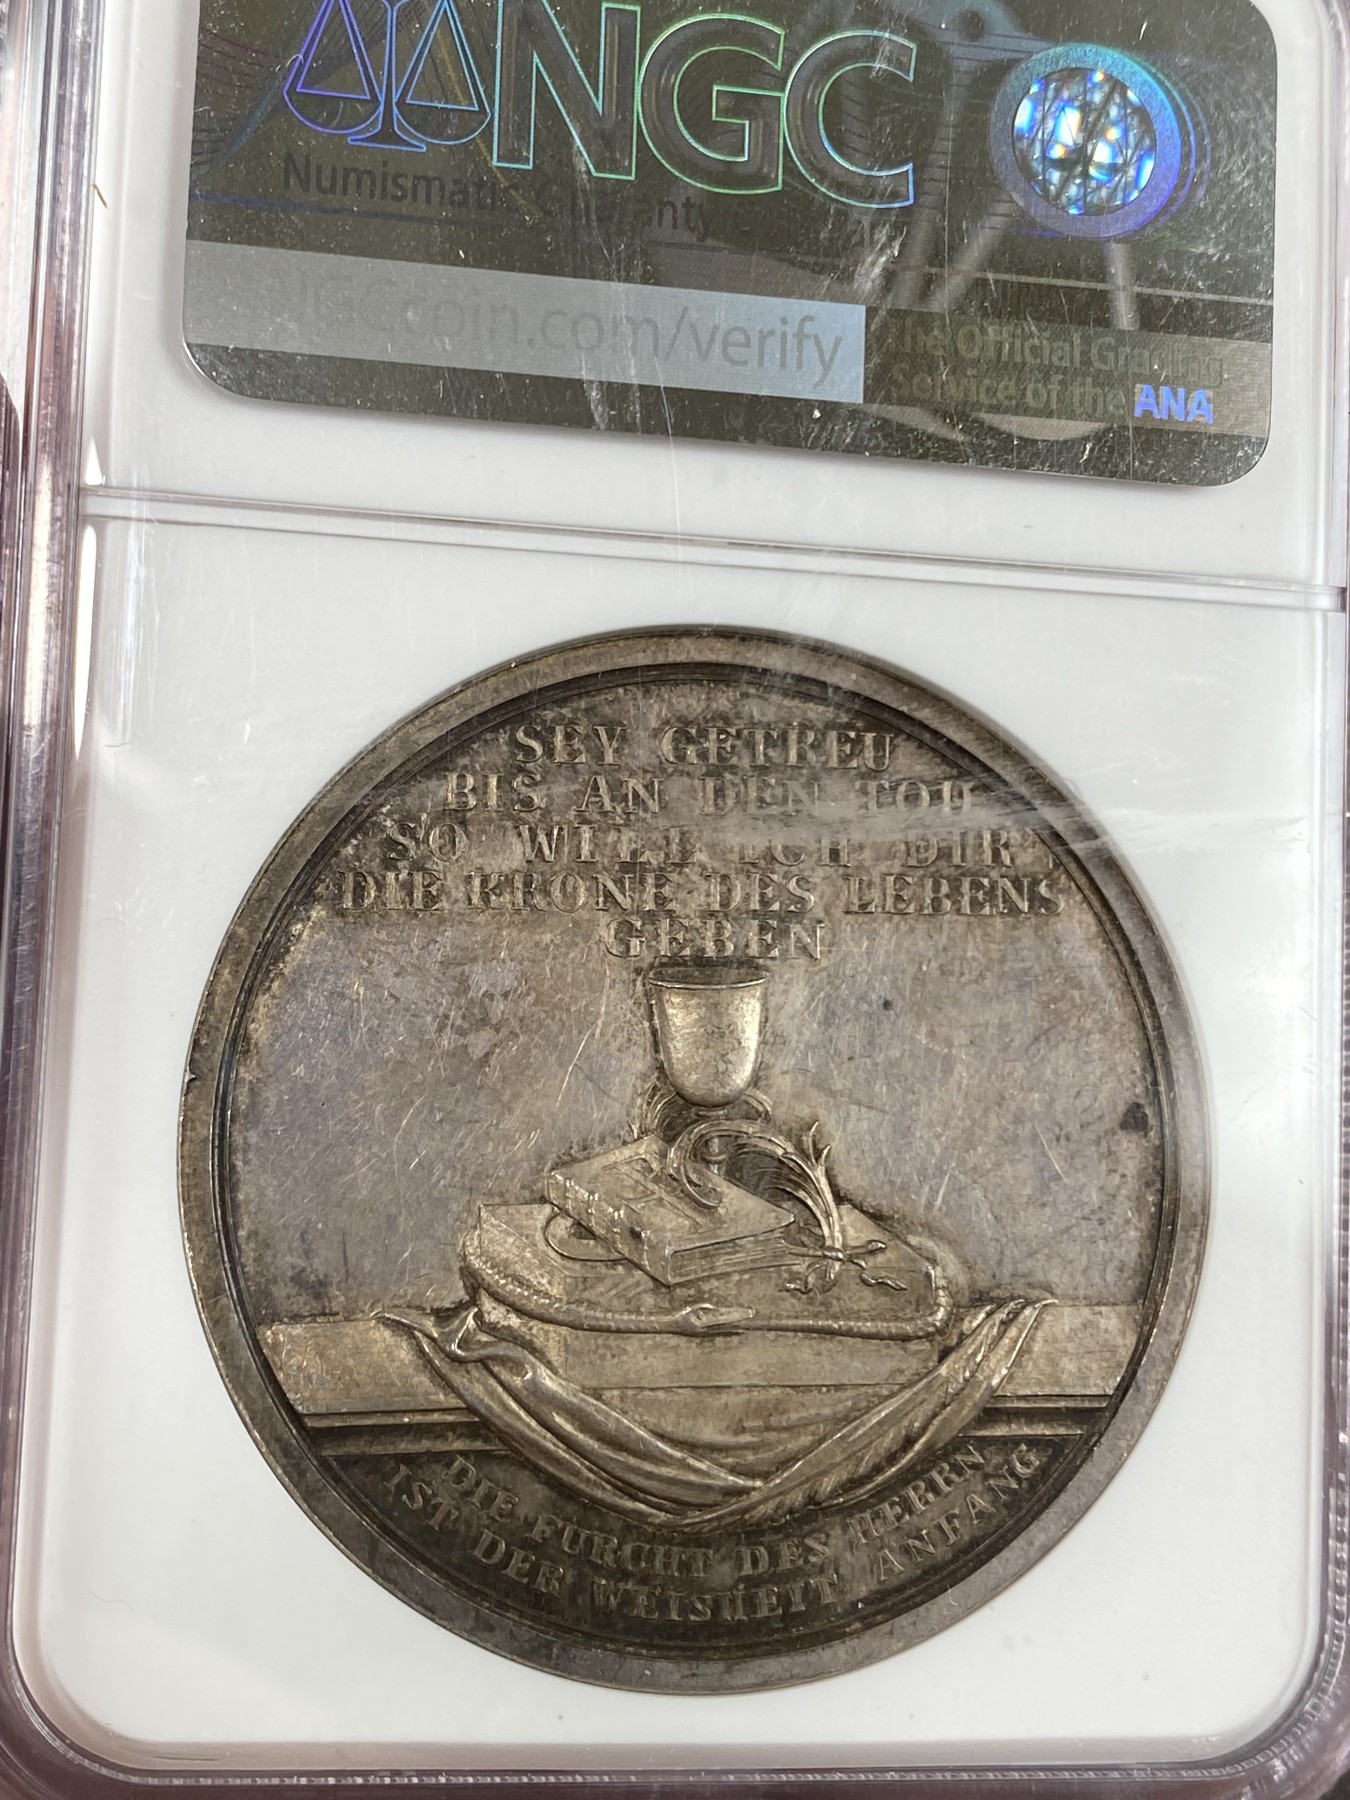 NGC
Numismatic Guaranty
NGCcoin.com/verify
The Official Grading
Service of the ANA
SEY GETREU
BIS AN DEN TOD
SO WILL ICH DIR
DIE KRONE DES LEBENS
GEBEN
DIE FURCHT DES HERRN
IST DER WEISHEIT ANFANG